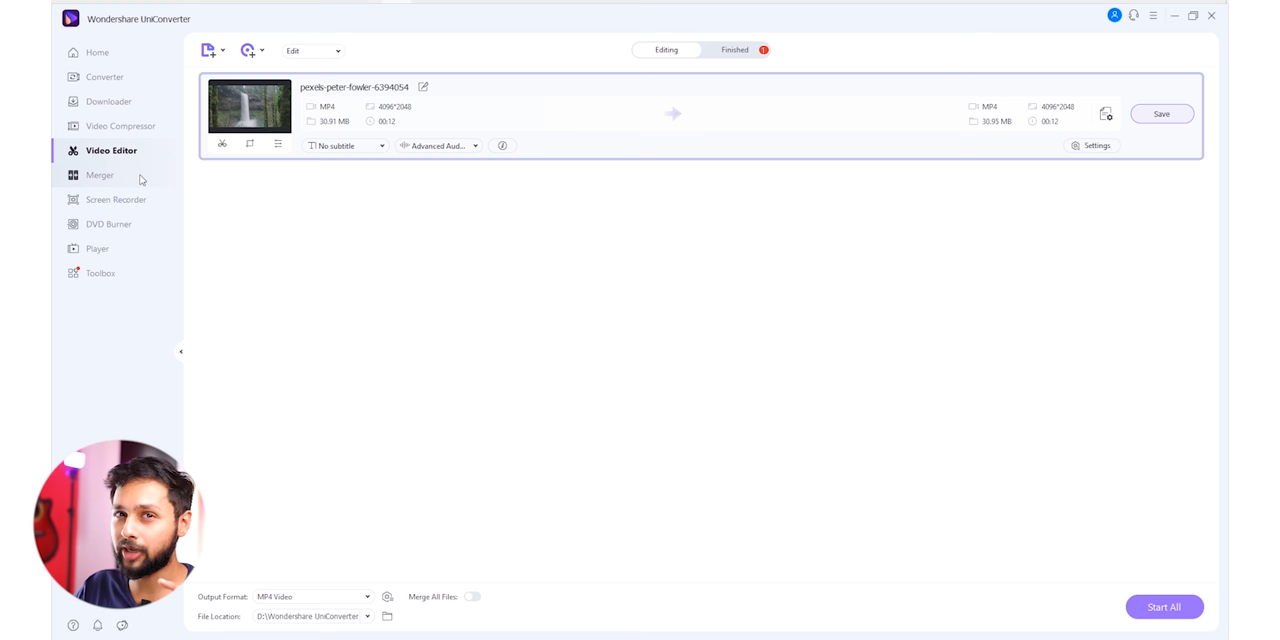 Wondershare UniConverter
Home
Converter
Downloader
Video Compressor
Video Editor
Merger
Screen Recorder
DVD Burner
Player
Toolbox
Edit
Editing
Finished
1
pexels-peter-fowler-6394054
MP4
4096*2048
30.91 MB
00:12
MP4
4096*2048
30.95 MB
00:12
Save
No subtitle
Advanced Aud...
Settings
Output Format:
MP4 Video
Merge All Files:
File Location:
D:\Wondershare UniConverter
Start All